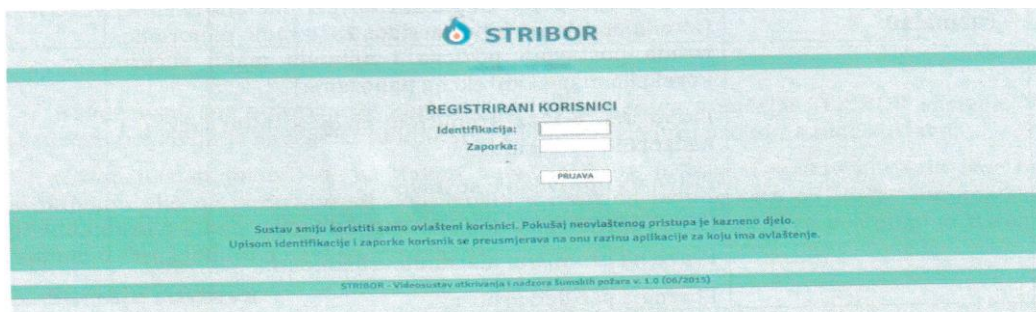 STRIBOR
REGISTRIRANI KORISNICI
Identifikacija:
Zaporka:
PRIJAVA
Sustav smiju koristiti samo ovlašteni korisnici. Pokušaj neovlaštenog pristupa je kazneno djelo.
Upisom identifikacije i zaporke korisnik se preusmjerava na onu razinu aplikacije za koju ima ovlaštenje.
STRIBOR - Videosustav otkrivanja i nadzora šumskih požara v. 1.0 (06/2015)